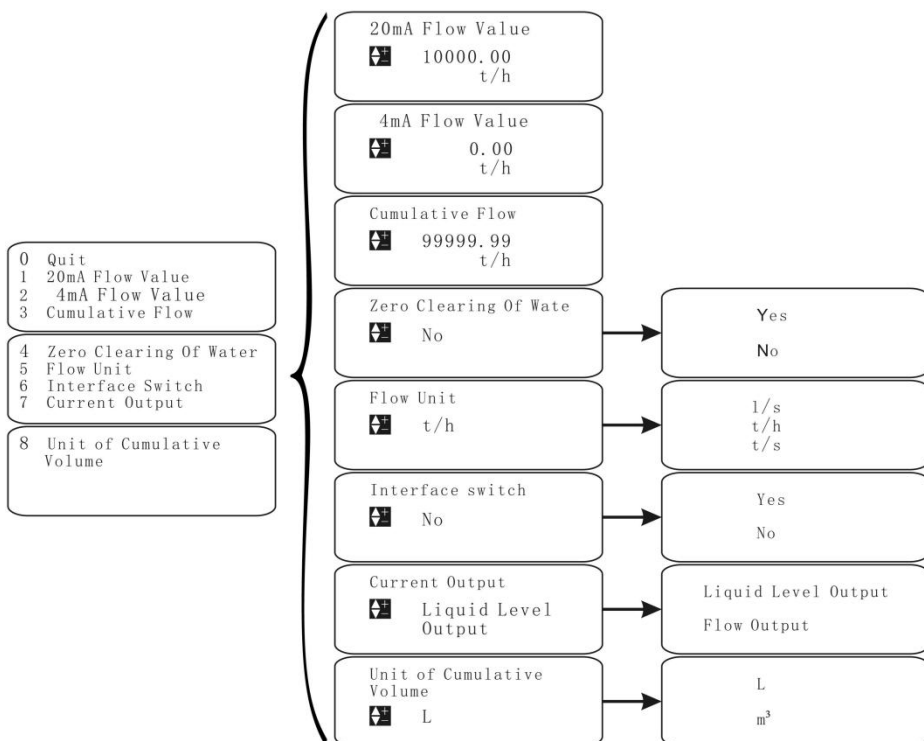 0 Quit
1 20mA Flow Value
2 4mA Flow Value
3 Cumulative Flow
4 Zero Clearing Of Water
5 Flow Unit
6 Interface Switch
7 Current Output
8 Unit of Cumulative
Volume
20mA Flow Value
10000.00
t/h
4mA Flow Value
0.00
t/h
Cumulative Flow
99999.99
t/h
Zero Clearing Of Wate
No
Yes
No
Flow Unit
t/h
l/s
t/h
t/s
Interface switch
No
Yes
No
Current Output
Liquid Level
Output
Liquid Level Output
Flow Output
Unit of Cumulative
Volume
L
L
m³